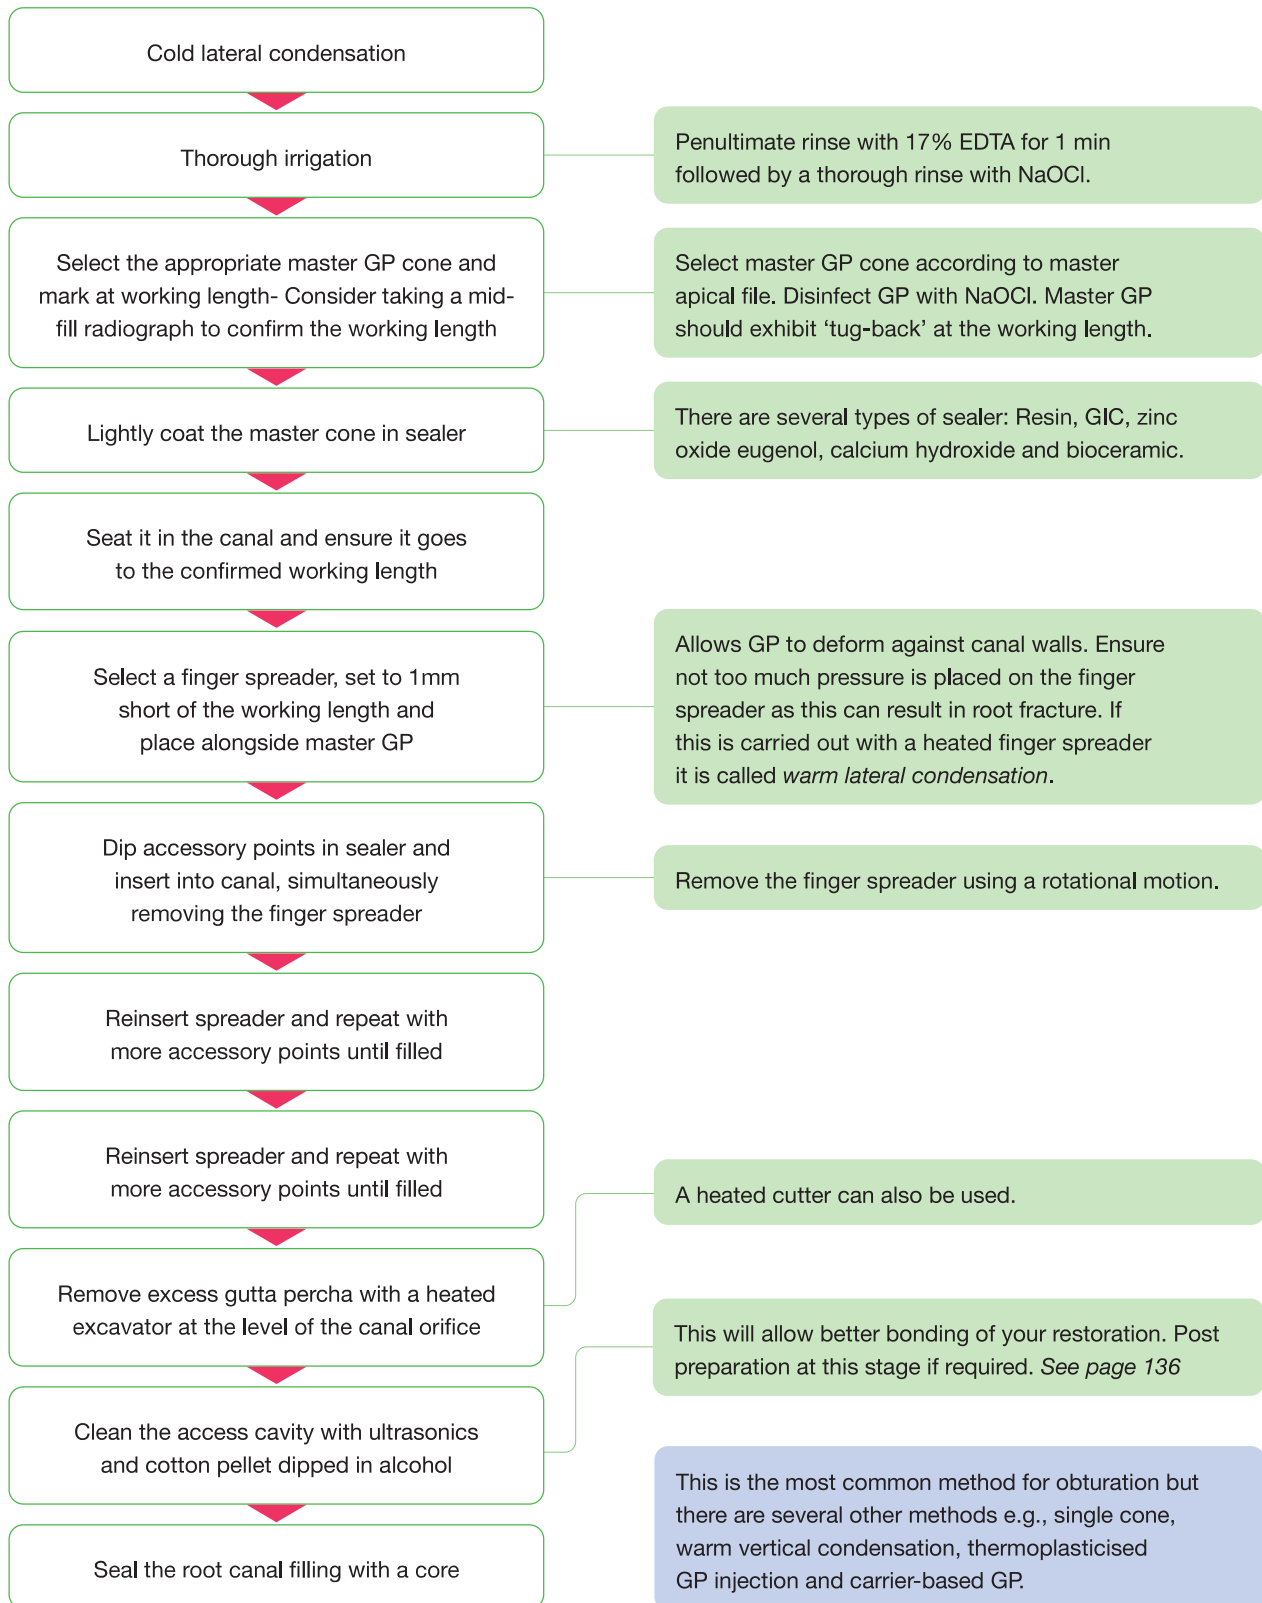 Cold lateral condensation
Thorough irrigation
Penultimate rinse with 17% EDTA for 1 min
followed by a thorough rinse with NaOCl.
Select the appropriate master GP cone and
mark at working length- Consider taking a mid-
fill radiograph to confirm the working length
Select master GP cone according to master
apical file. Disinfect GP with NaOCl. Master GP
should exhibit ‘tug-back’ at the working length.
Lightly coat the master cone in sealer
There are several types of sealer: Resin, GIC, zinc
oxide eugenol, calcium hydroxide and bioceramic.
Seat it in the canal and ensure it goes
to the confirmed working length
Select a finger spreader, set to 1mm
short of the working length and
place alongside master GP
Allows GP to deform against canal walls. Ensure
not too much pressure is placed on the finger
spreader as this can result in root fracture. If
this is carried out with a heated finger spreader
it is called warm lateral condensation.
Dip accessory points in sealer and
insert into canal, simultaneously
removing the finger spreader
Remove the finger spreader using a rotational motion.
Reinsert spreader and repeat with
more accessory points until filled
Reinsert spreader and repeat with
more accessory points until filled
Remove excess gutta percha with a heated
excavator at the level of the canal orifice
A heated cutter can also be used.
Clean the access cavity with ultrasonics
and cotton pellet dipped in alcohol
This will allow better bonding of your restoration. Post
preparation at this stage if required. See page 136
Seal the root canal filling with a core
This is the most common method for obturation but
there are several other methods e.g., single cone,
warm vertical condensation, thermoplasticised
GP injection and carrier-based GP.